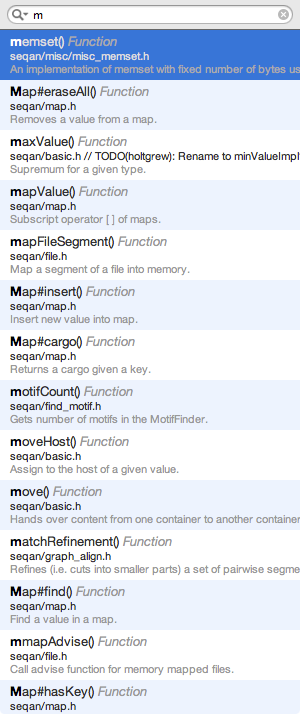 m
memset() Function
seqan/misc/misc_memset.h
An implementation of memset with fixed number of bytes us
Map#eraseAll() Function
seqan/map.h
Removes a value from a map.
maxValue() Function
seqan/basic.h // TODO(holtgrew): Rename to minValueImpl
Supremum for a given type.
mapValue() Function
seqan/map.h
Subscript operator [ ] of maps.
mapFileSegment() Function
seqan/file.h
Map a segment of a file into memory.
Map#insert() Function
seqan/map.h
Insert new value into map.
Map#cargo() Function
seqan/map.h
Returns a cargo given a key.
motifCount() Function
seqan/find_motif.h
Gets number of motifs in the MotifFinder.
moveHost() Function
seqan/basic.h
Assign to the host of a given value.
move() Function
seqan/basic.h
Hands over content from one container to another container
matchRefinement() Function
seqan/graph_align.h
Refines (i.e. cuts into smaller parts) a set of pairwise segme
Map#find() Function
seqan/map.h
Find a value in a map.
mmapAdvise() Function
seqan/file.h
Call advise function for memory mapped files.
Map#hasKey() Function
seqan/map.h